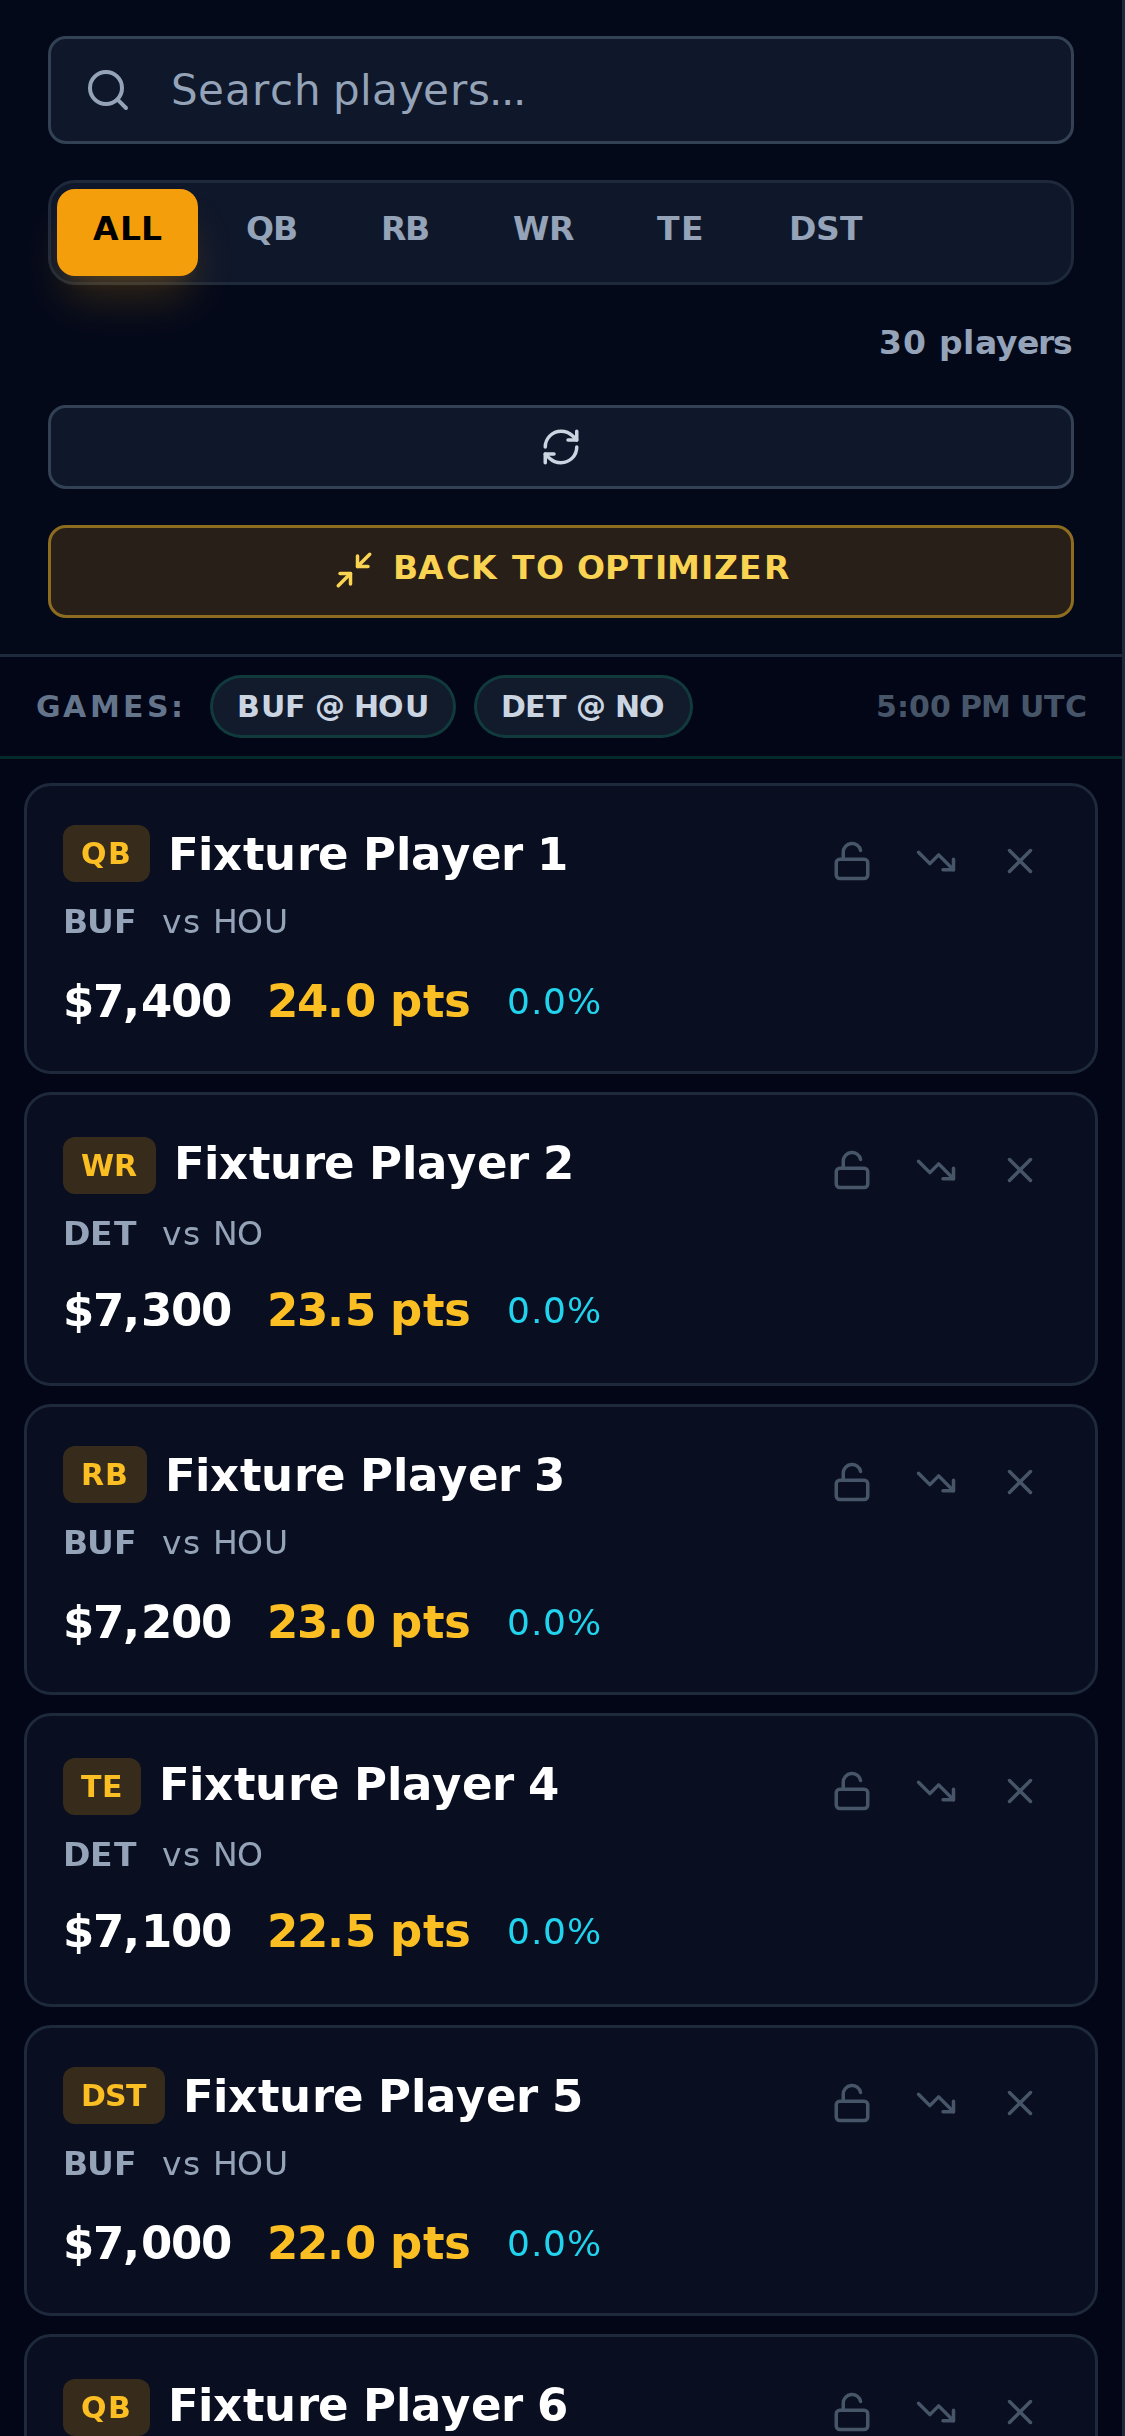 Search players...
ALL QB RB WR TE DST
30 players
BACK TO OPTIMIZER
GAMES: BUF @ HOU DET @ NO 5:00 PM UTC
QB Fixture Player 1
BUF vs HOU
$7,400 24.0 pts 0.0%
WR Fixture Player 2
DET vs NO
$7,300 23.5 pts 0.0%
RB Fixture Player 3
BUF vs HOU
$7,200 23.0 pts 0.0%
TE Fixture Player 4
DET vs NO
$7,100 22.5 pts 0.0%
DST Fixture Player 5
BUF vs HOU
$7,000 22.0 pts 0.0%
QB Fixture Player 6